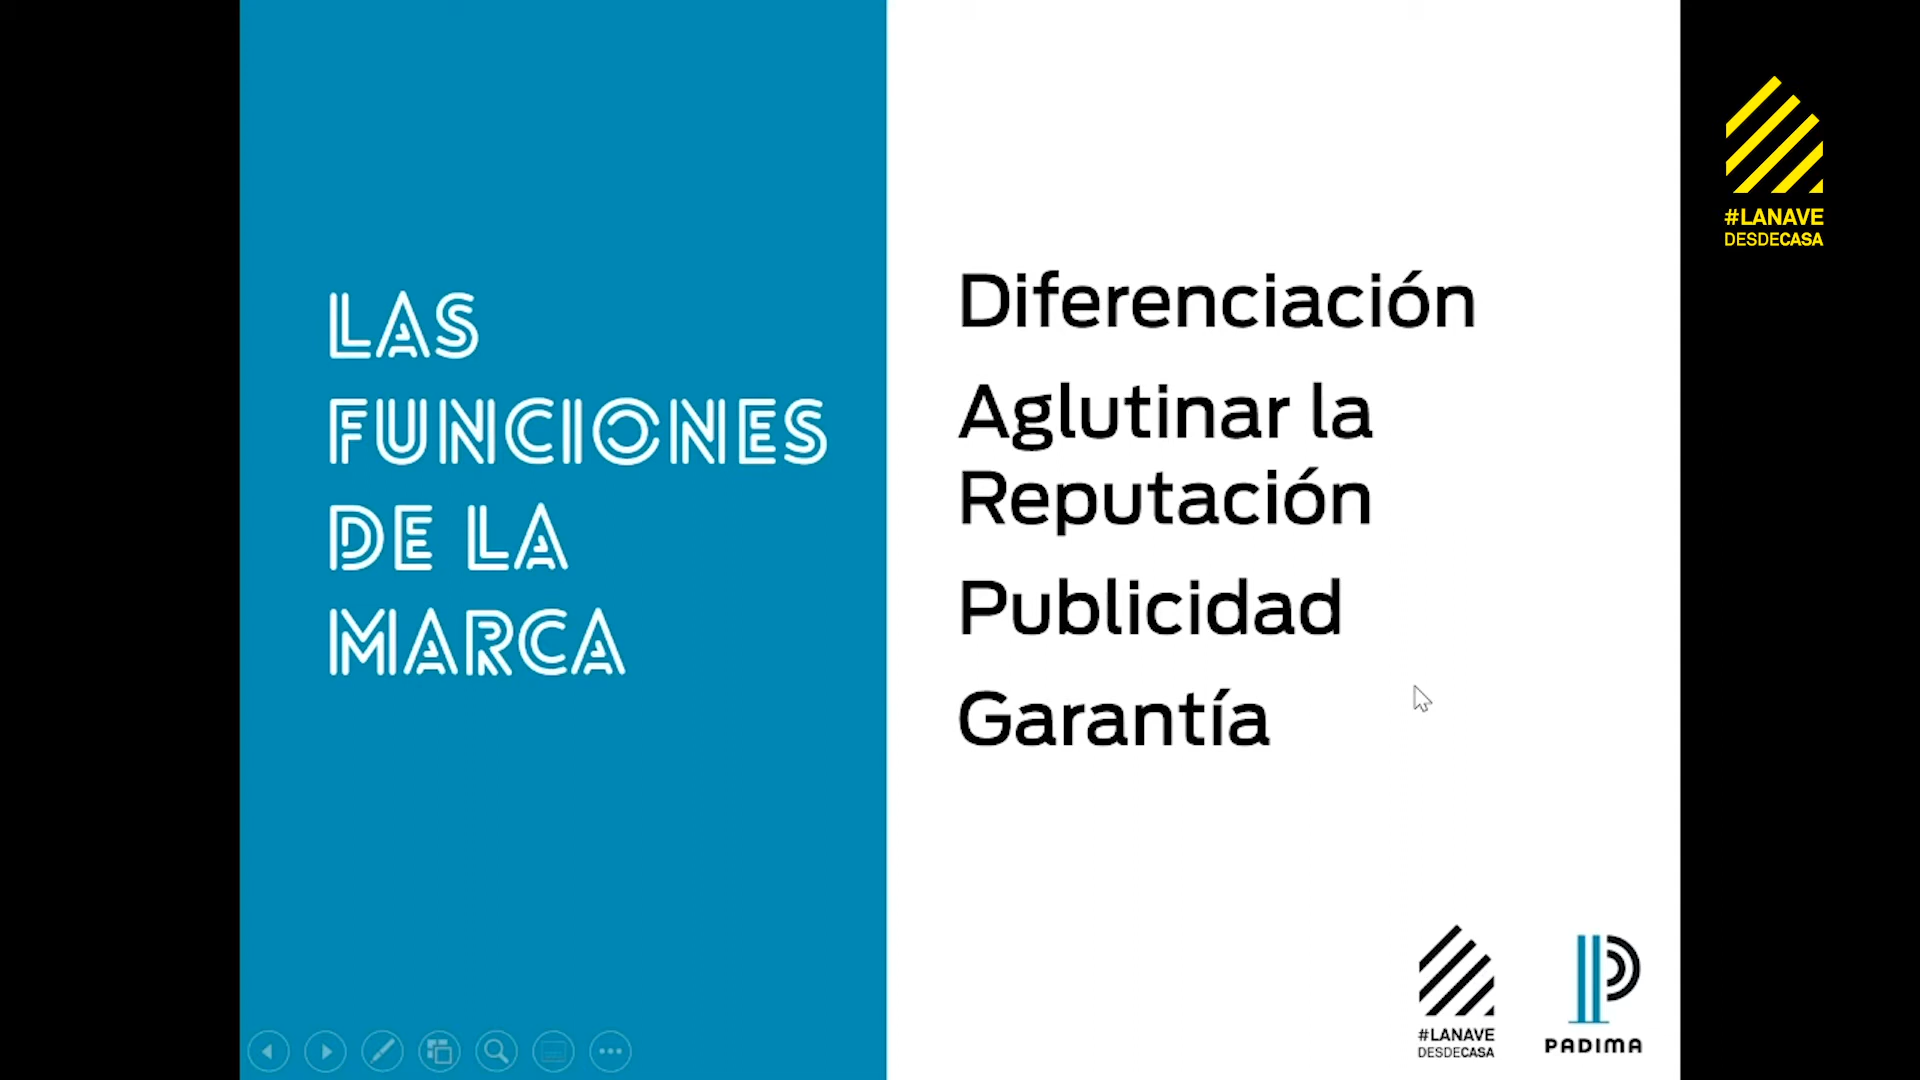 LAS
FUNCIONES
DE LA
MARCA
Diferenciación
Aglutinar la
Reputación
Publicidad
Garantía
#LANAVE
DESDECASA
#LANAVE
DESDECASA
PADIMA